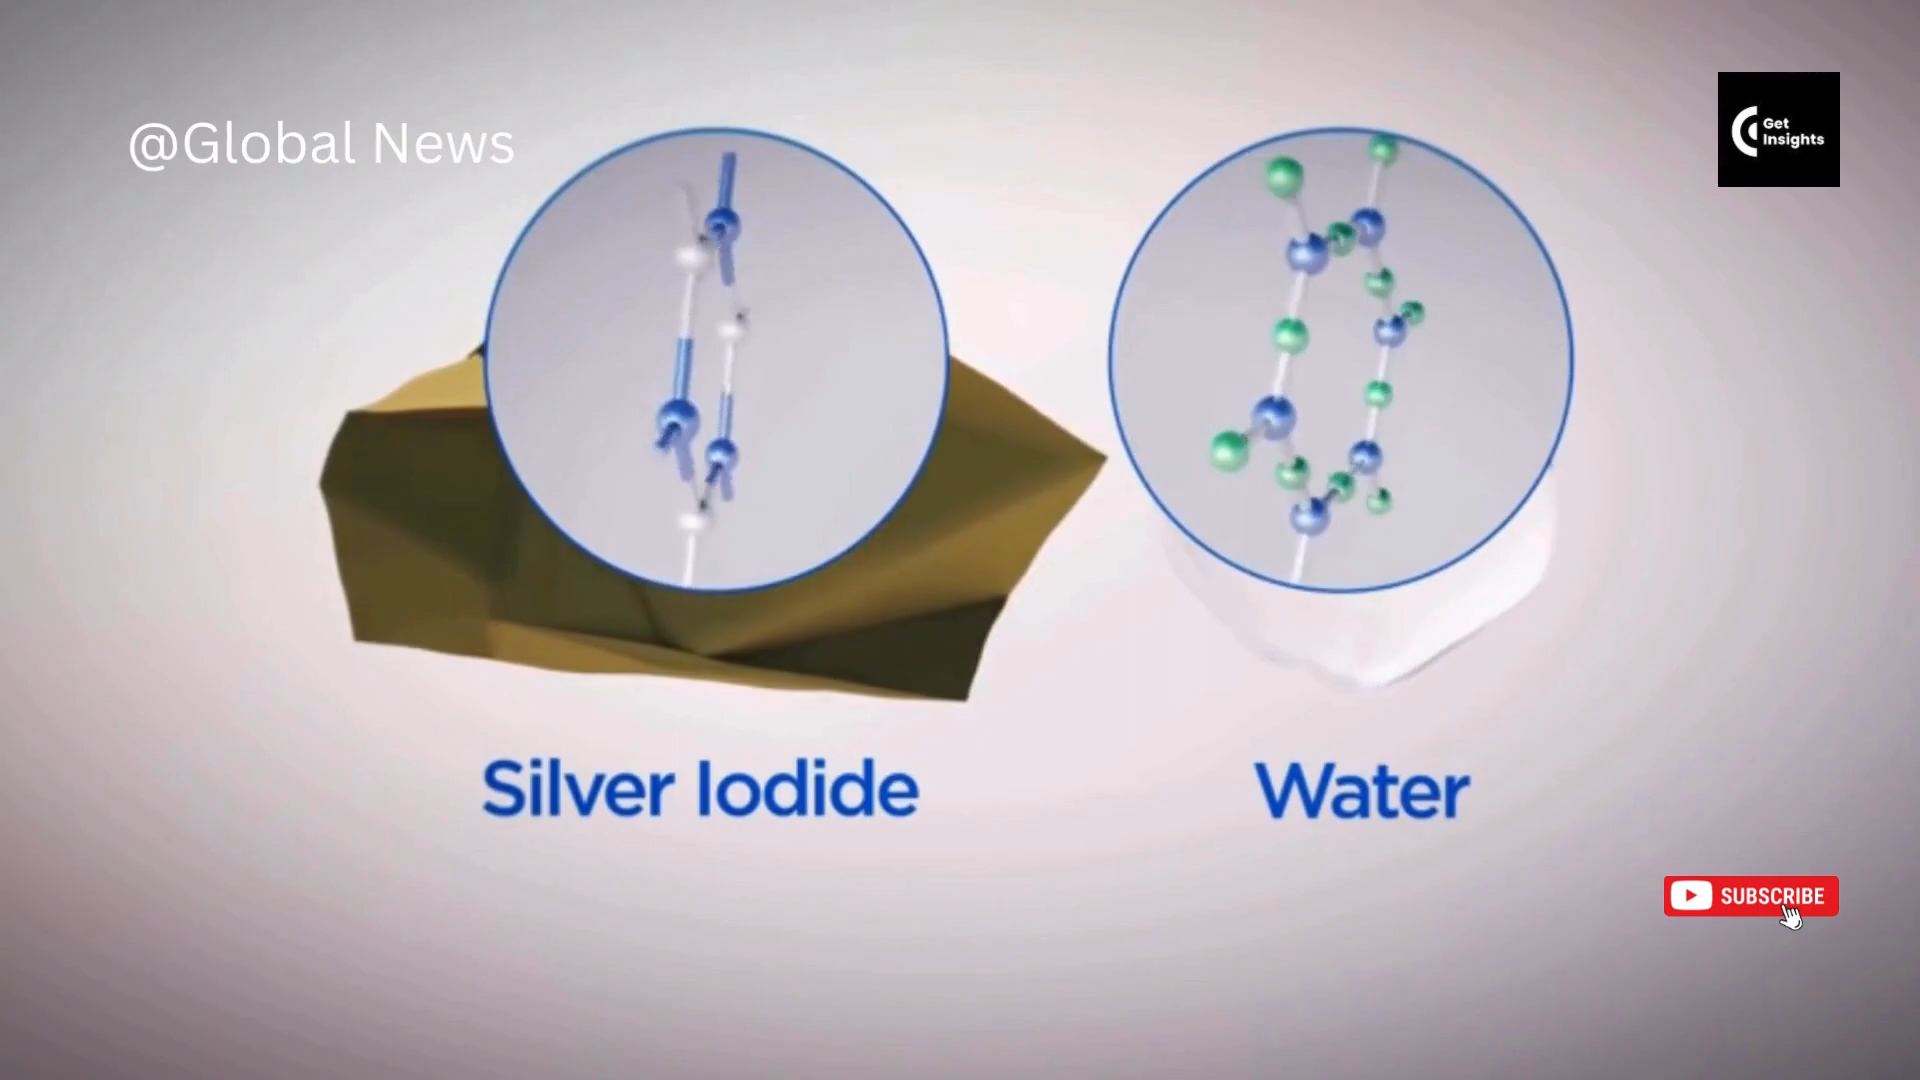 @Global News
Get
Insights
Silver Iodide
Water
SUBSCRIBE